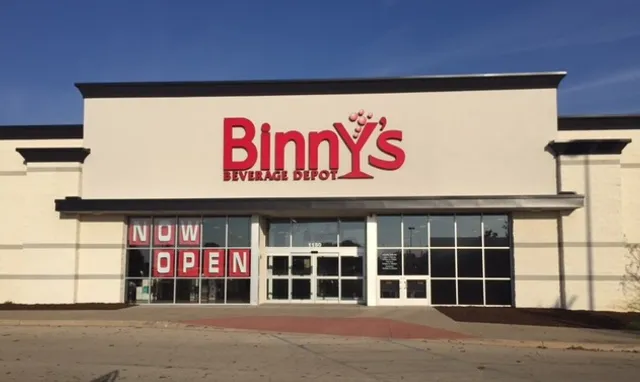 Binny's
BEVERAGE DEPOT
NOW
OPEN